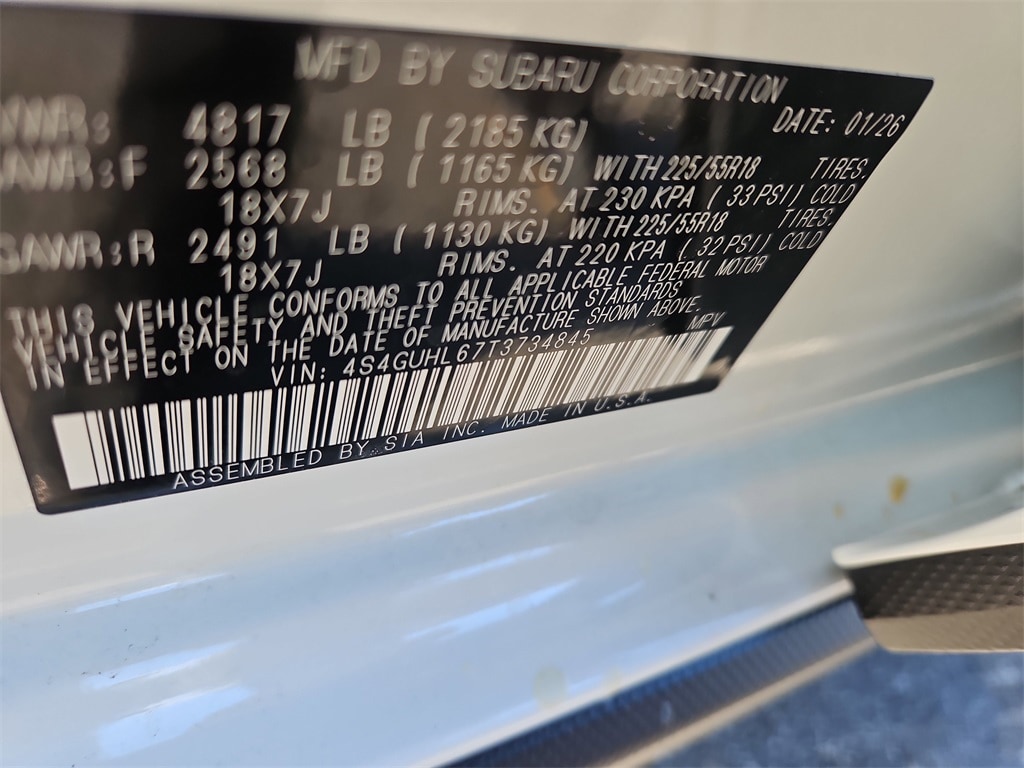 MFD BY SUBARU CORPORATION
DATE: 01/26
4817 LB ( 2185 KG)
GAWR:F 2568 LB ( 1165 KG) WITH 225/55R18 TIRES.
18X7J RIMS. AT 230 KPA ( 33 PSI) COLD
GAWR:R 2491 LB ( 1130 KG) WITH 225/55R18 TIRES.
18X7J RIMS. AT 220 KPA ( 32 PSI) COLD
THIS VEHICLE CONFORMS TO ALL APPLICABLE FEDERAL MOTOR
VEHICLE SAFETY AND THEFT PREVENTION STANDARDS
IN EFFECT ON THE DATE OF MANUFACTURE SHOWN ABOVE.
VIN: 4S4GUHL67T3734845 MPV
ASSEMBLED BY SIA INC. MADE IN U.S.A.